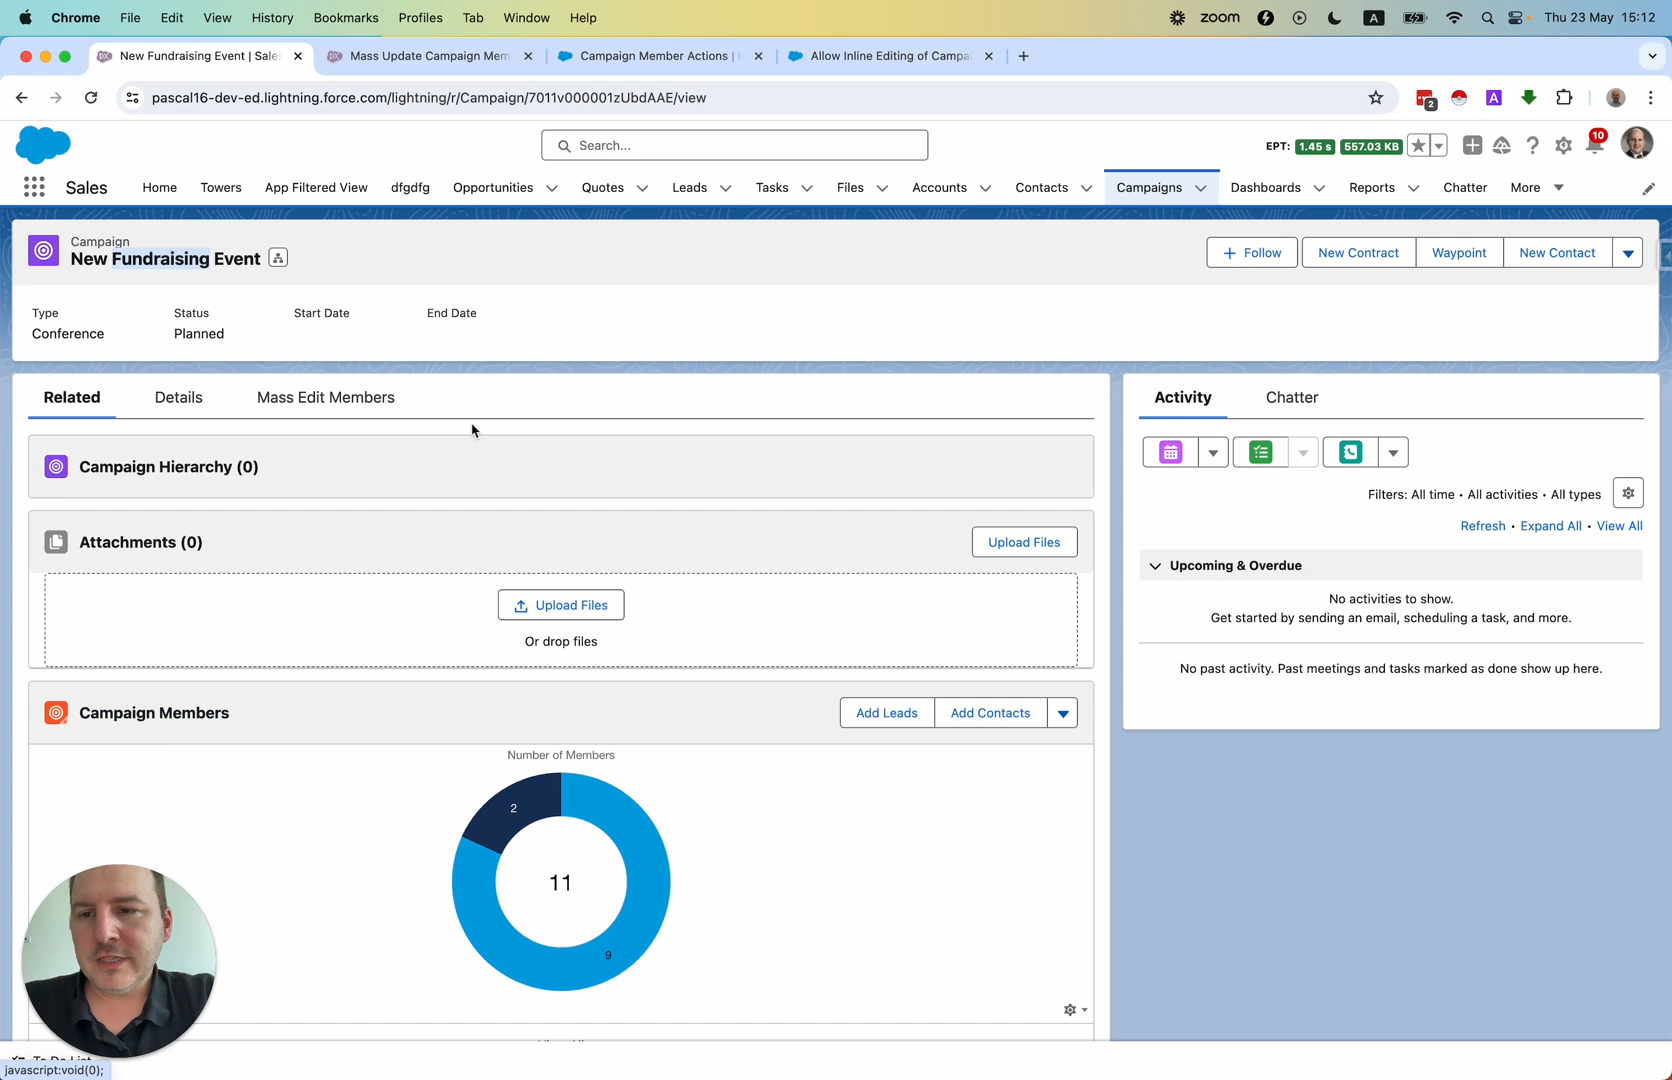 Chrome File Edit View History Bookmarks Profiles Tab Window Help zoom A Thu 23 May 15:12
New Fundraising Event | Sale Mass Update Campaign Mem Campaign Member Actions | Allow Inline Editing of Campa
pascal16-dev-ed.lightning.force.com/lightning/r/Campaign/7011v000001zUbdAAE/view 2 A
Search... EPT: 1.45 s 557.03 KB 10
Sales Home Towers App Filtered View dfgdfg Opportunities Quotes Leads Tasks Files Accounts Contacts Campaigns Dashboards Reports Chatter More
Campaign
New Fundraising Event
Follow New Contract Waypoint New Contact
Type Status Start Date End Date
Conference Planned
Related Details Mass Edit Members
Campaign Hierarchy (0)
Attachments (0) Upload Files
Upload Files
Or drop files
Campaign Members Add Leads Add Contacts
Number of Members
2
11
9
Activity Chatter
Filters: All time • All activities • All types
Refresh • Expand All • View All
Upcoming & Overdue
No activities to show.
Get started by sending an email, scheduling a task, and more.
No past activity. Past meetings and tasks marked as done show up here.
To Do List
javascript:void(0);